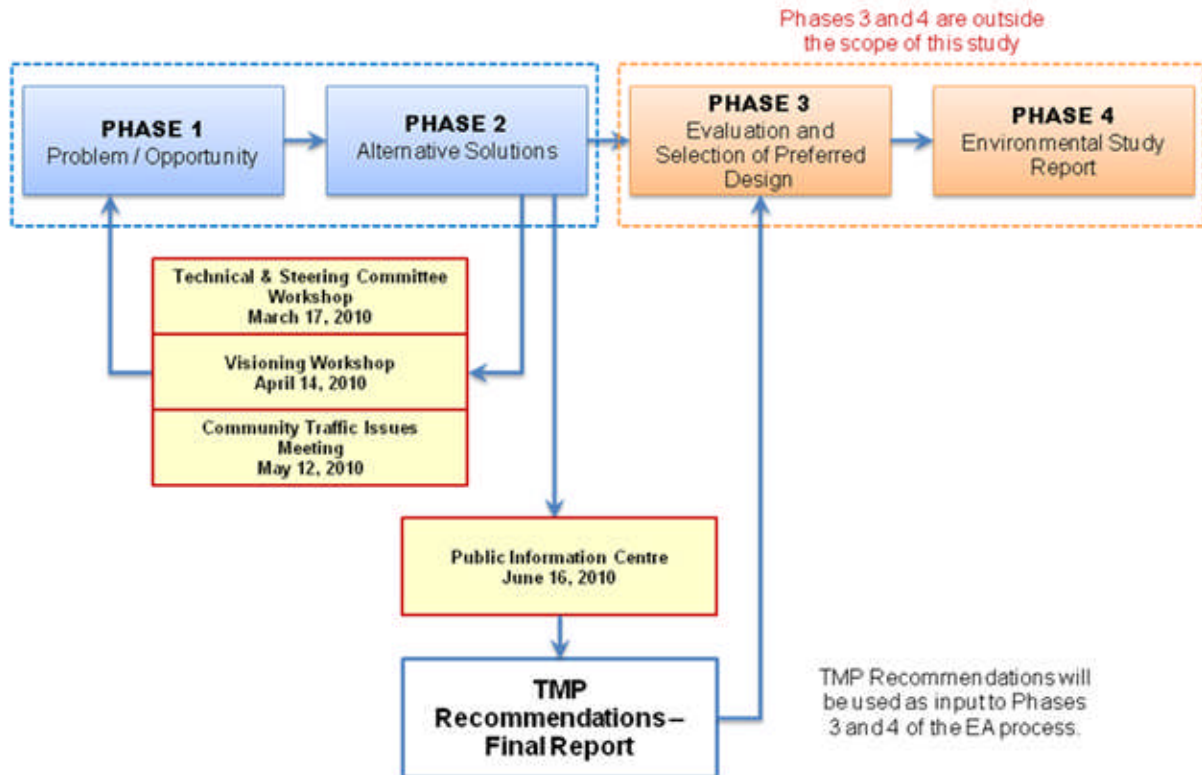 Phases 3 and 4 are outside
the scope of this study
PHASE 1
Problem / Opportunity
PHASE 2
Alternative Solutions
PHASE 3
Evaluation and
Selection of Preferred
Design
PHASE 4
Environmental Study
Report
Technical & Steering Committee
Workshop
March 17, 2010
Visioning Workshop
April 14, 2010
Community Traffic Issues
Meeting
May 12, 2010
Public Information Centre
June 16, 2010
TMP
Recommendations –
Final Report
TMP Recommendations will
be used as input to Phases
3 and 4 of the EA process.